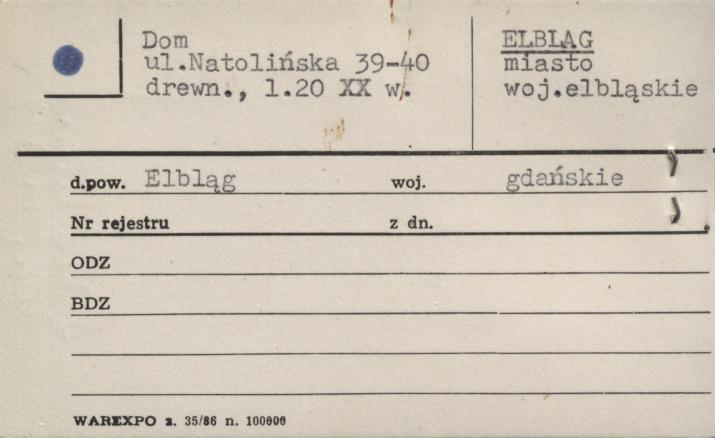 Dom
ul.Natolińska 39-40
drewn., l.20 XX w.
ELBLĄG
miasto
woj.elbląskie
d.pow. Elbląg woj. gdańskie
Nr rejestru z dn.
ODZ
BDZ
WAREXPO z. 35/86 n. 100000